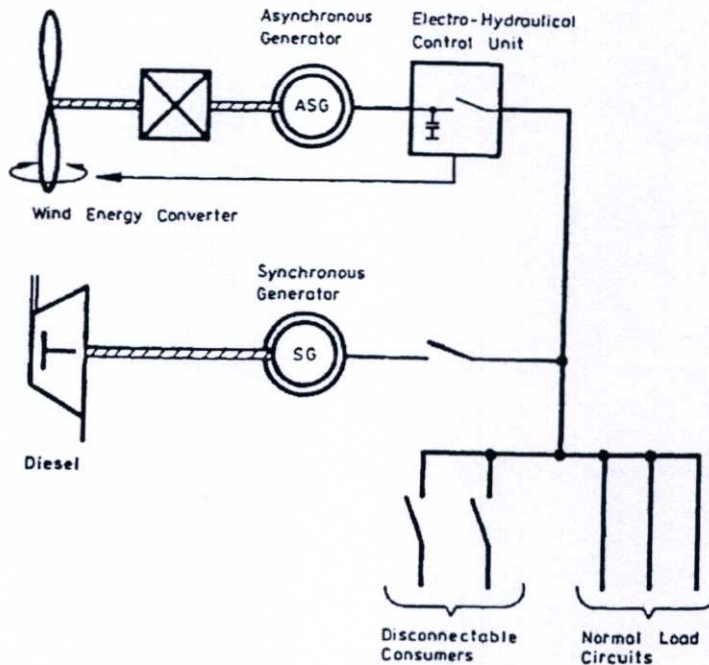 Asynchronous
Generator
Electro-Hydraulical
Control Unit
ASG
Wind Energy Converter
Synchronous
Generator
SG
Diesel
Disconnectable
Consumers
Normal Load
Circuits